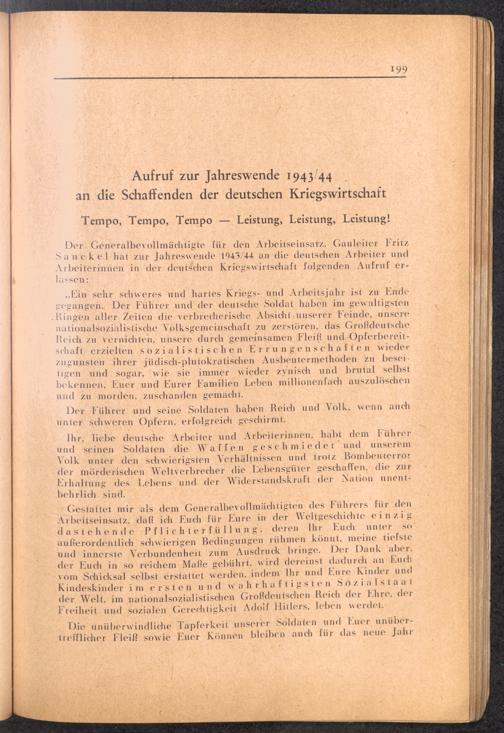 199
Aufruf zur Jahreswende 1943/44
an die Schaffenden der deutschen Kriegswirtschaft
Tempo, Tempo, Tempo — Leistung, Leistung, Leistung!
Der Generalbevollmächtigte für den Arbeitseinsatz, Gauleiter Fritz
Sauckel hat zur Jahreswende 1943/44 an die deutschen Arbeiter und
Arbeiterinnen in der deutschen Kriegswirtschaft folgenden Aufruf er-
lassen:
„Ein sehr schweres und hartes Kriegs- und Arbeitsjahr ist zu Ende
gegangen. Der Führer und der deutsche Soldat haben im gewaltigsten
Ringen aller Zeiten die verbrecherische Absicht unserer Feinde, unsere
nationalsozialistische Volksgemeinschaft zu zerstören, das Großdeutsche
Reich zu vernichten, unsere durch gemeinsamen Fleiß und Opferbereit-
schaft erzielten sozialistischen Errungenschaften wieder
zugunsten ihrer jüdisch-plutokratischen Ausbeutermethoden zu besei-
tigen und sogar, wie sie immer wieder zynisch und brutal selbst
bekennen, Euer und Eurer Familien Leben millionenfach auszulöschen
und zu morden, zuschanden gemacht.
Der Führer und seine Soldaten haben Reich und Volk, wenn auch
unter schweren Opfern, erfolgreich geschirmt.
Ihr, liebe deutsche Arbeiter und Arbeiterinnen, habt dem Führer
und seinen Soldaten die Waffen geschmiedet und unserem
Volk unter den schwierigsten Verhältnissen und trotz Bombenterror
der mörderischen Weltverbrecher die Lebensgüter geschaffen, die zur
Erhaltung des Lebens und der Widerstandskraft der Nation unent-
behrlich sind.
Gestattet mir als dem Generalbevollmächtigten des Führers für den
Arbeitseinsatz, daß ich Euch für Eure in der Weltgeschichte einzig
dastehende Pflichterfüllung, deren Ihr Euch unter so
außerordentlich schwierigen Bedingungen rühmen könnt, meine tiefste
und innerste Verbundenheit zum Ausdruck bringe. Der Dank aber,
der Euch in so reichem Maße gebührt, wird dereinst dadurch an Euch
vom Schicksal selbst erstattet werden, indem Ihr und Eure Kinder und
Kindeskinder im ersten und wahrhaftigsten Sozialstaat
der Welt, im nationalsozialistischen Großdeutschen Reich der Ehre, der
Freiheit und sozialen Gerechtigkeit Adolf Hitlers, leben werdet.
Die unüberwindliche Tapferkeit unserer Soldaten und Euer unüber-
trefflicher Fleiß sowie Euer Können bleiben auch für das neue Jahr